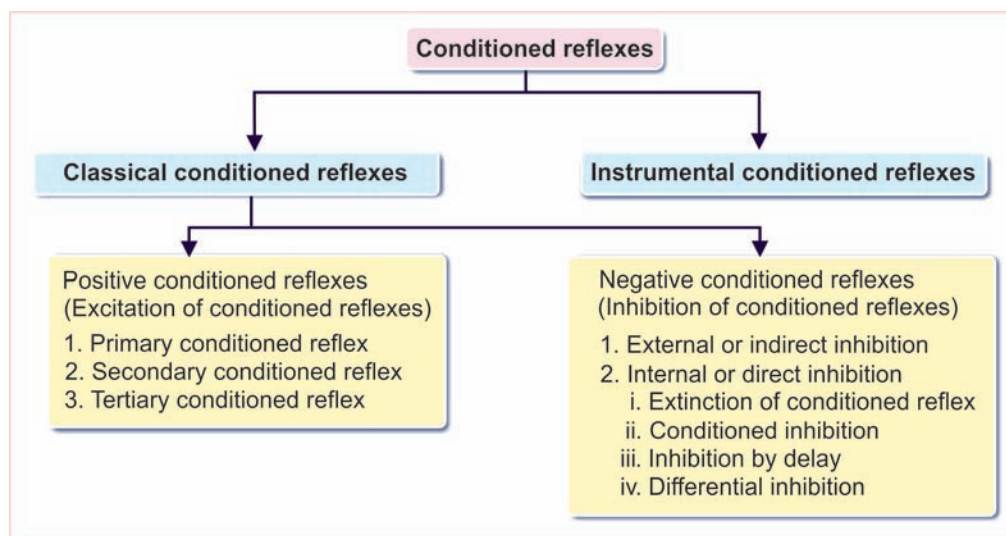 Conditioned reflexes
Classical conditioned reflexes
Instrumental conditioned reflexes
Positive conditioned reflexes
(Excitation of conditioned reflexes)
1. Primary conditioned reflex
2. Secondary conditioned reflex
3. Tertiary conditioned reflex
Negative conditioned reflexes
(Inhibition of conditioned reflexes)
1. External or indirect inhibition
2. Internal or direct inhibition
i. Extinction of conditioned reflex
ii. Conditioned inhibition
iii. Inhibition by delay
iv. Differential inhibition